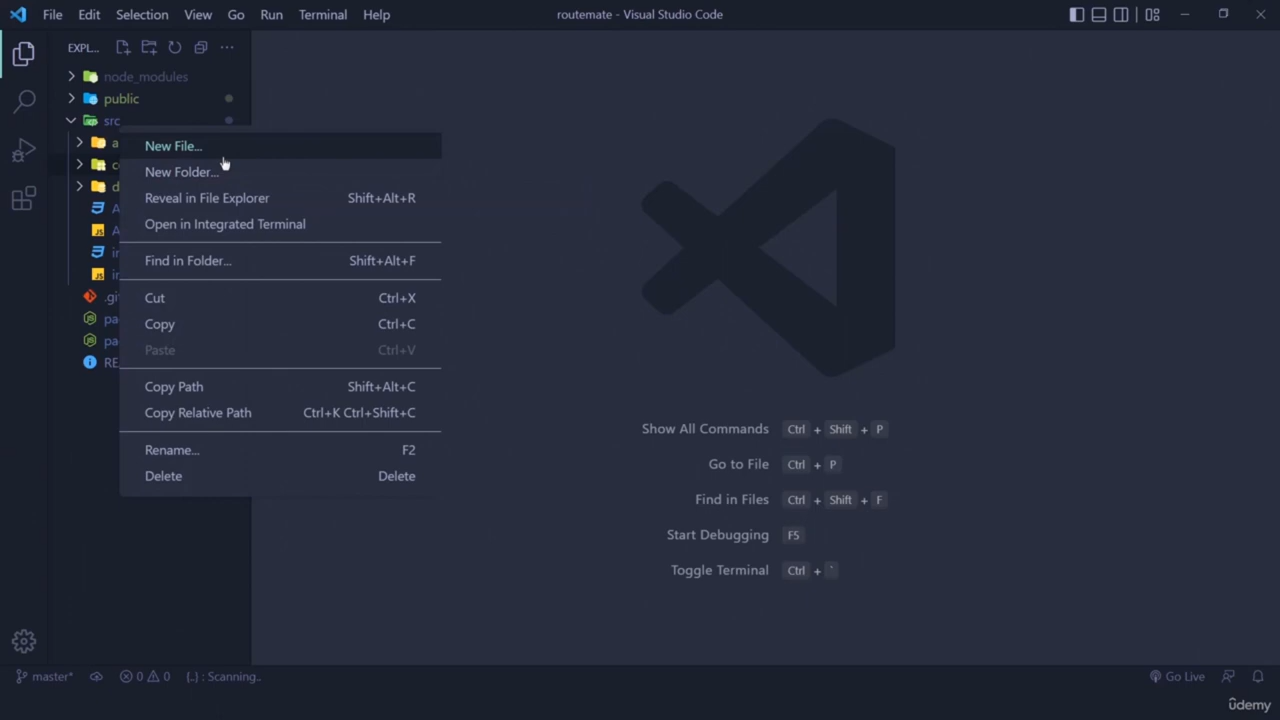 File Edit Selection View Go Run Terminal Help routemate - Visual Studio Code
EXPL...
node_modules
public
src
New File...
New Folder...
Reveal in File Explorer Shift+Alt+R
Open in Integrated Terminal
Find in Folder... Shift+Alt+F
Cut Ctrl+X
Copy Ctrl+C
Paste Ctrl+V
Copy Path Shift+Alt+C
Copy Relative Path Ctrl+K Ctrl+Shift+C
Rename... F2
Delete Delete
Show All Commands Ctrl + Shift + P
Go to File Ctrl + P
Find in Files Ctrl + Shift + F
Start Debugging F5
Toggle Terminal Ctrl + `
master* 0 0 {..} : Scanning.. Go Live
ûdemy